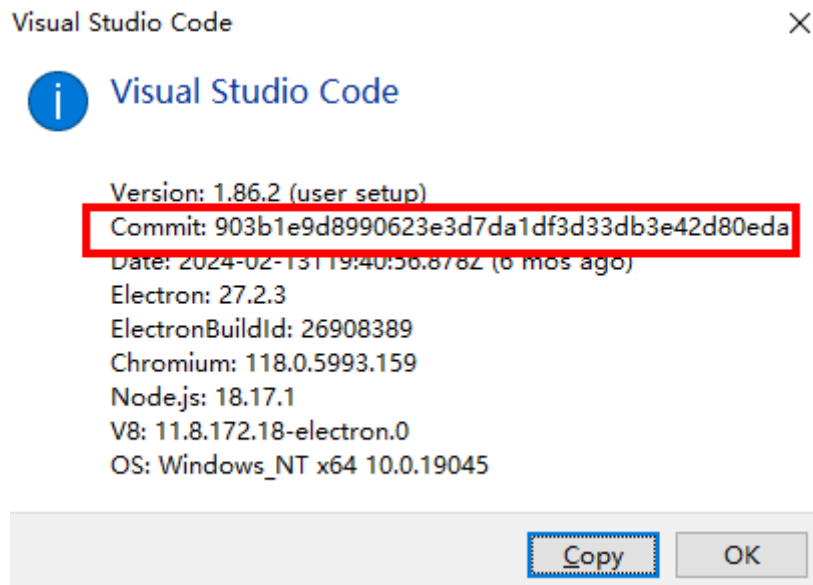 Visual Studio Code
Visual Studio Code
Version: 1.86.2 (user setup)
Commit: 903b1e9d8990623e3d7da1df3d33db3e42d80eda
Date: 2024-02-13T19:40:56.878Z (6 mos ago)
Electron: 27.2.3
ElectronBuildId: 26908389
Chromium: 118.0.5993.159
Node.js: 18.17.1
V8: 11.8.172.18-electron.0
OS: Windows_NT x64 10.0.19045
Copy
OK